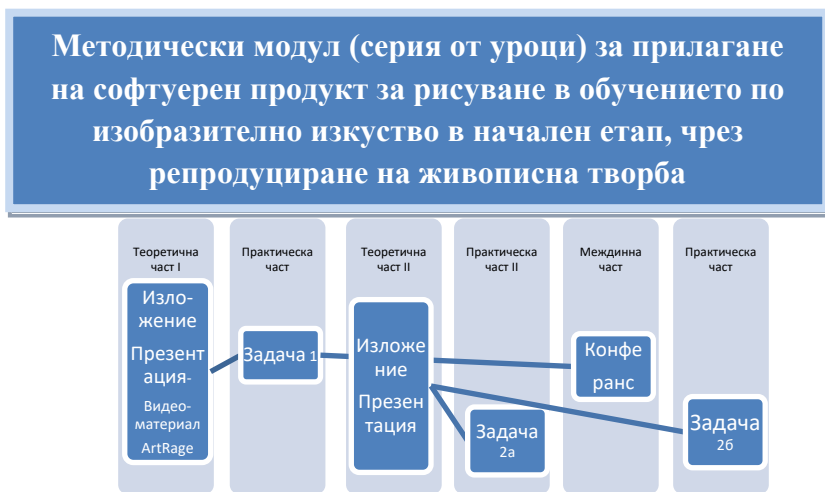 Методически модул (серия от уроци) за прилагане
на софтуерен продукт за рисуване в обучението по
изобразително изкуство в начален етап, чрез
репродуциране на живописна творба
Теоретична
част I
Изло-
жение
Презент
ация-
Видео-
материал
ArtRage
Практическа
част
Задача 1
Теоретична
част II
Изложе
ние
Презен
тация
Практическа
част II
Задача
2а
Междинна
част
Конфе
ранс
Практическа
част
Задача
2б